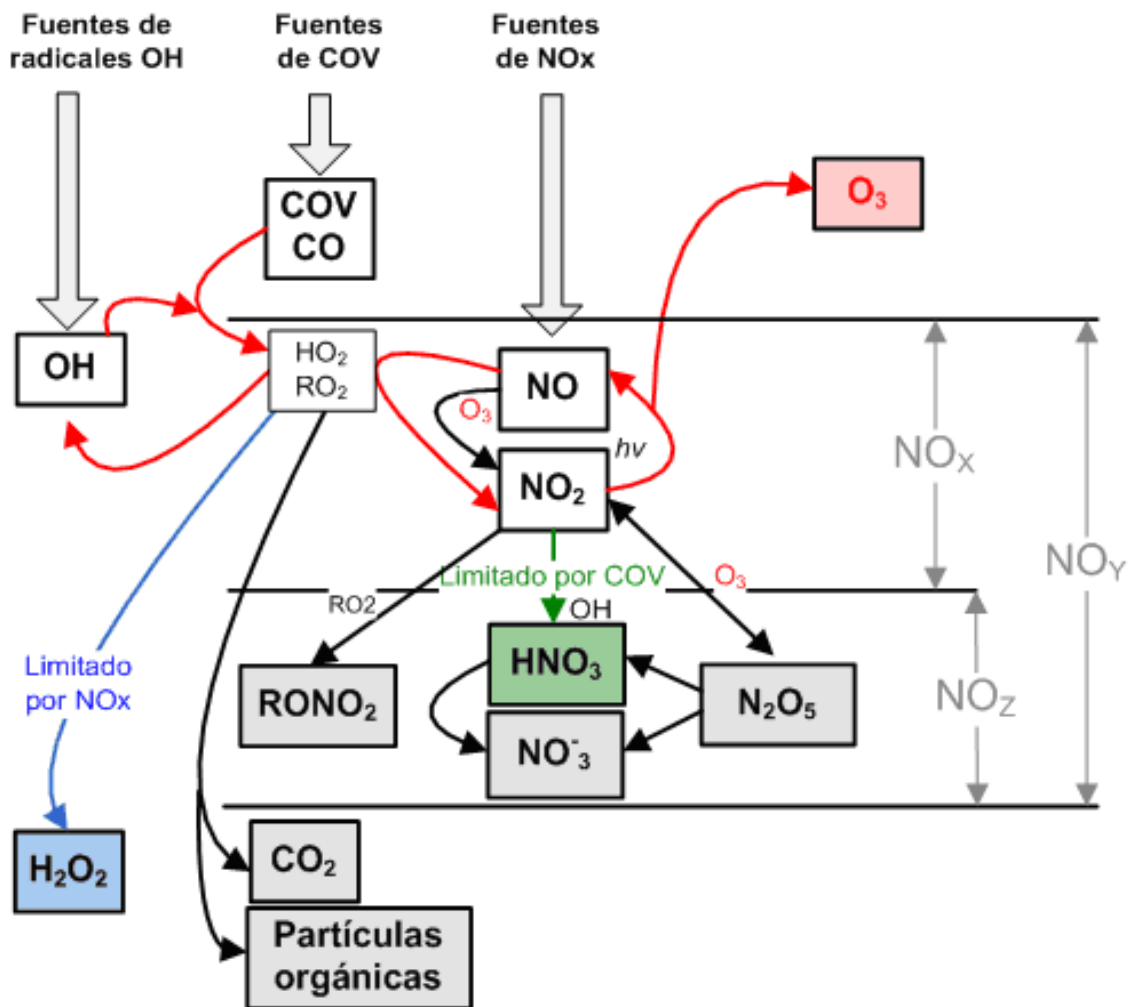 Fuentes de
radicales OH
Fuentes
de COV
Fuentes
de NOx
COV
CO
O₃
OH
HO₂
RO₂
NO
O₃
hv
NO₂
NOX
NOY
Limitado por COV
O₃
RO2
OH
Limitado
por NOx
RONO₂
HNO₃
N₂O₅
NOZ
NO⁻₃
H₂O₂
CO₂
Partículas
orgánicas